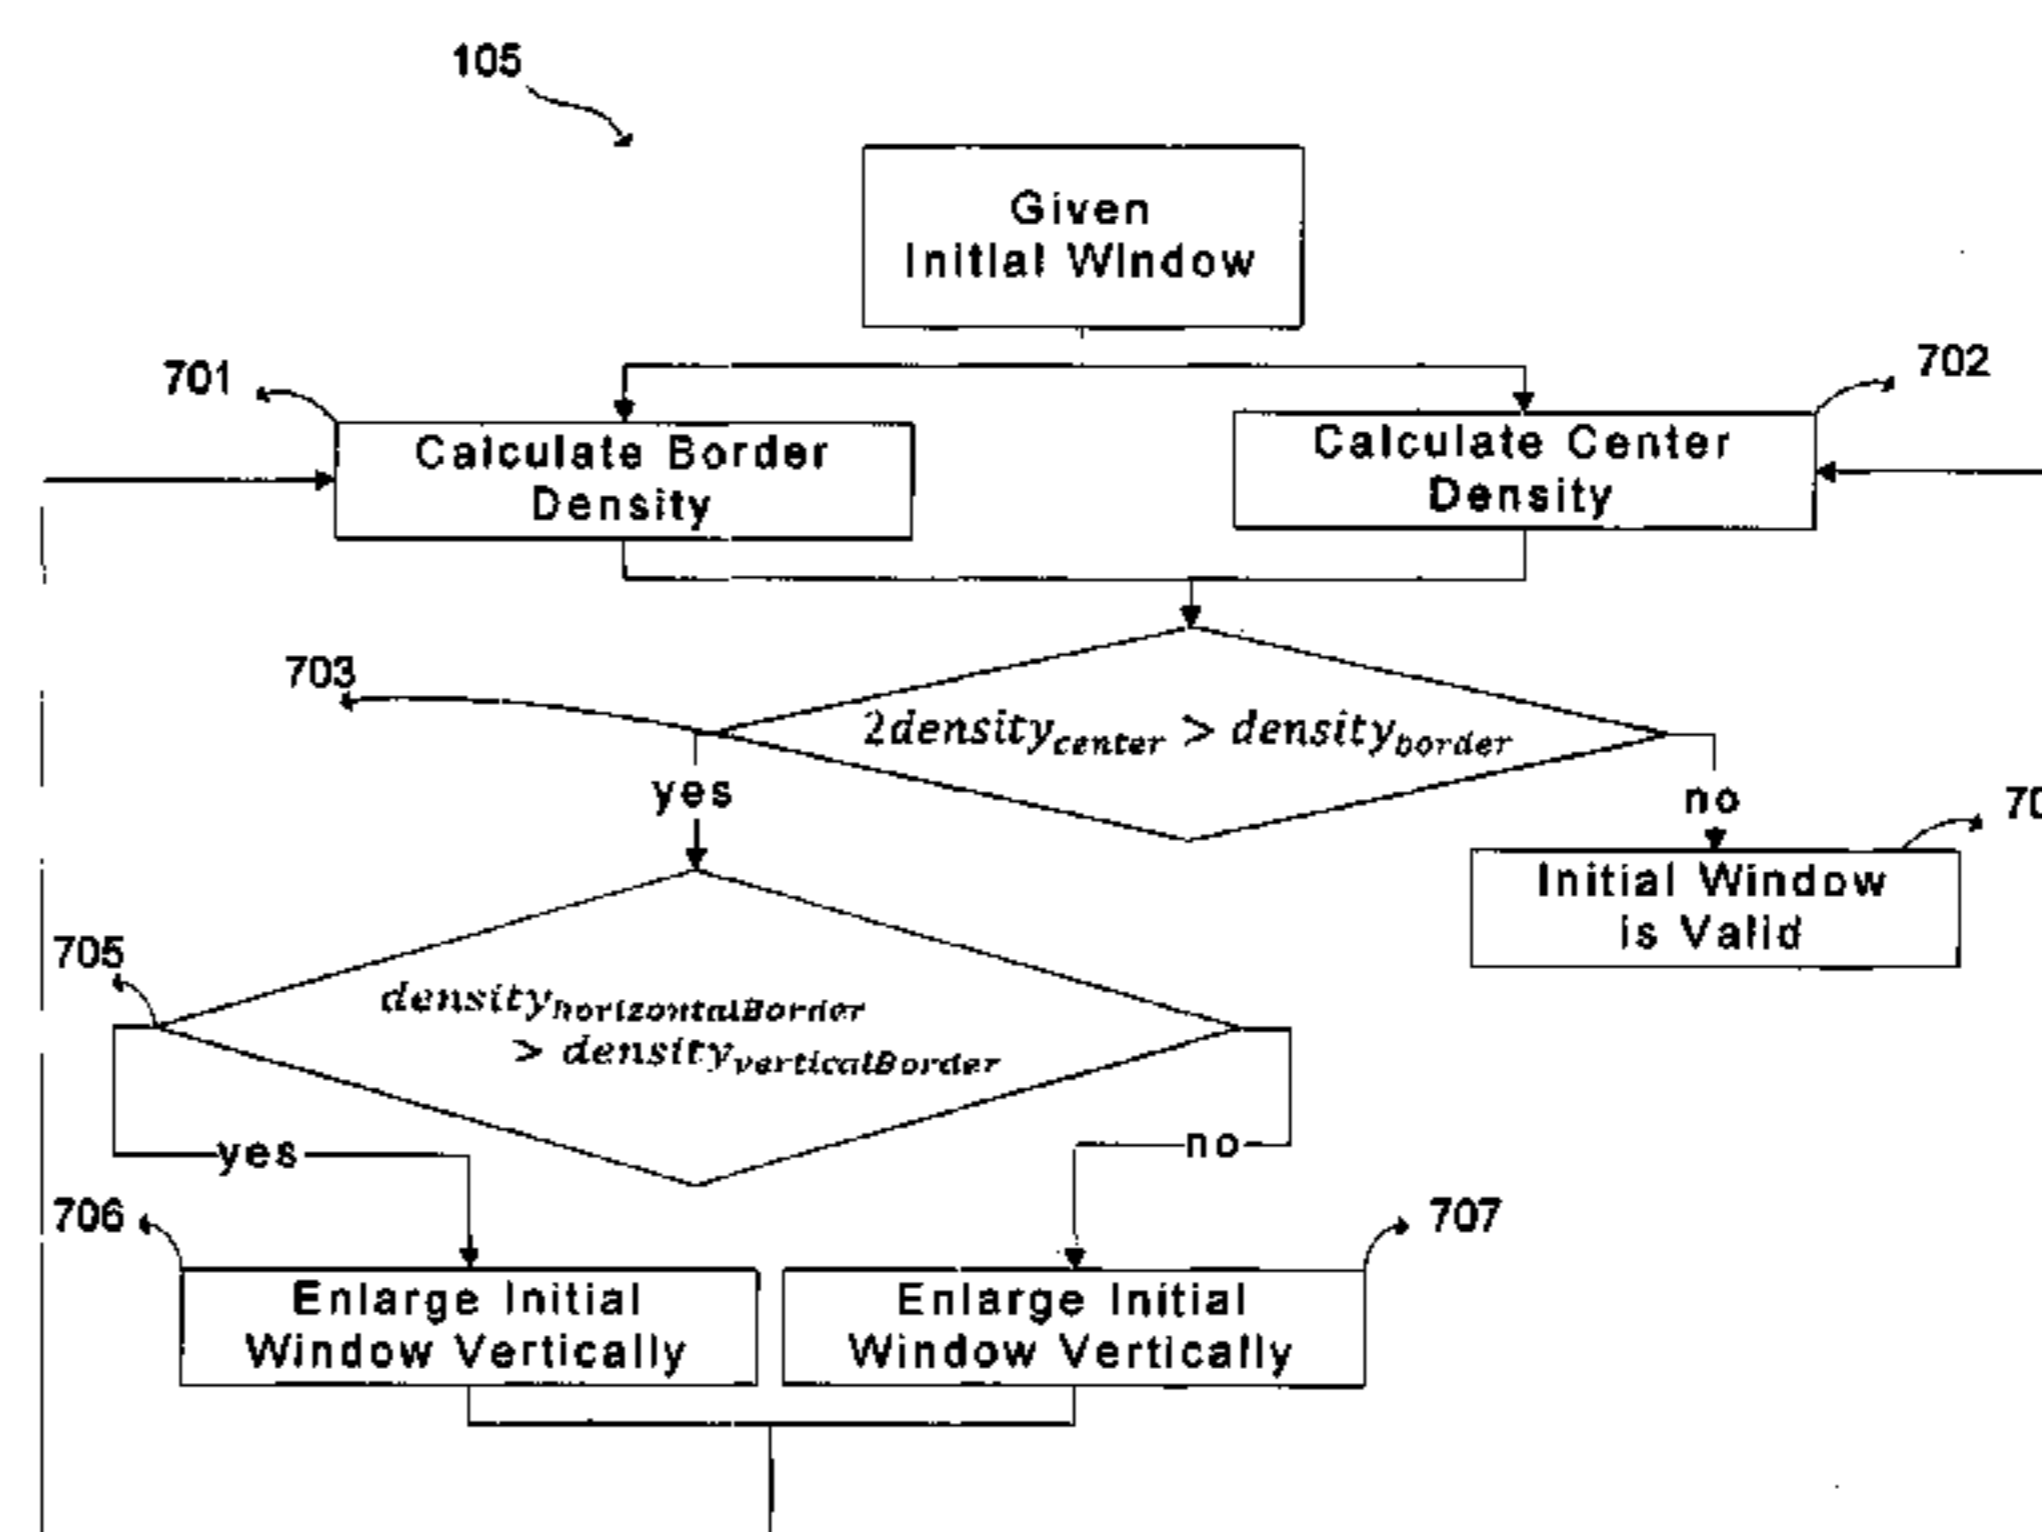 105
Given
Initial Window
701
702
Calculate Border
Density
Calculate Center
Density
703
2density_center > density_border
yes
no
70
Initial Window
is Valid
705
density_horizontalBorder
> density_verticalBorder
yes
no
706
707
Enlarge Initial
Window Vertically
Enlarge Initial
Window Vertically